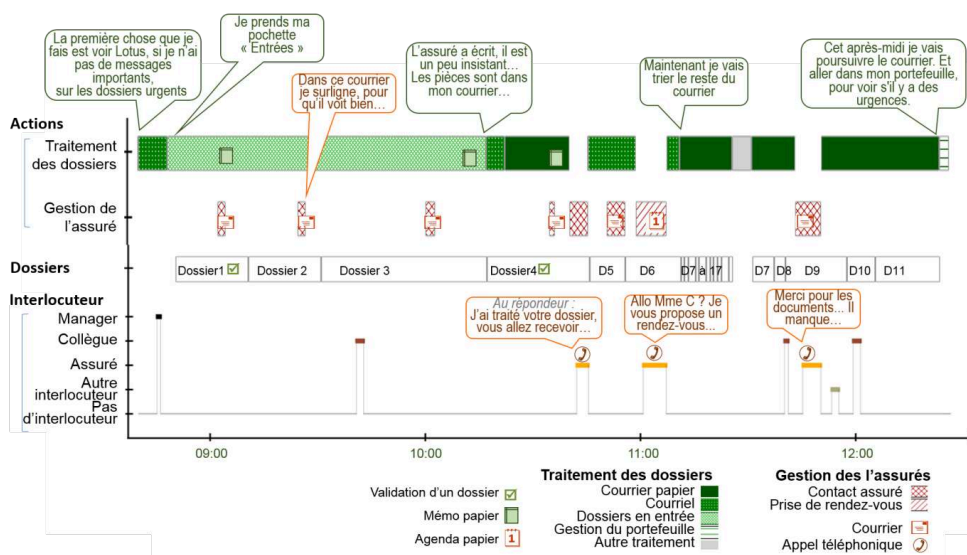 La première chose que je
fais est voir Lotus, si je n'ai
pas de messages
importants,
sur les dossiers urgents
Je prends ma
pochette
« Entrées »
Dans ce courrier
je surligne, pour
qu'il voit bien…
L'assuré a écrit, il est
un peu insistant…
Les pièces sont dans
mon courrier…
Maintenant je vais
trier le reste du
courrier
Cet après-midi je vais
poursuivre le courrier. Et
aller dans mon portefeuille,
pour voir s'il y a des
urgences.
Actions
Traitement
des dossiers
Gestion de
l'assuré
1
Dossiers
Dossier1
Dossier 2
Dossier 3
Dossier4
D5
D6
D7 à 17
D7
D8
D9
D10
D11
Interlocuteur
Manager
Collègue
Assuré
Autre
interlocuteur
Pas
d'interlocuteur
Au répondeur :
J'ai traité votre dossier,
vous allez recevoir…
Allo Mme C ? Je
vous propose un
rendez-vous...
Merci pour les
documents... Il
manque…
09:00
10:00
11:00
12:00
Validation d'un dossier
Mémo papier
Agenda papier
1
Traitement des dossiers
Courrier papier
Courriel
Dossiers en entrée
Gestion du portefeuille
Autre traitement
Gestion des l'assurés
Contact assuré
Prise de rendez-vous
Courrier
Appel téléphonique